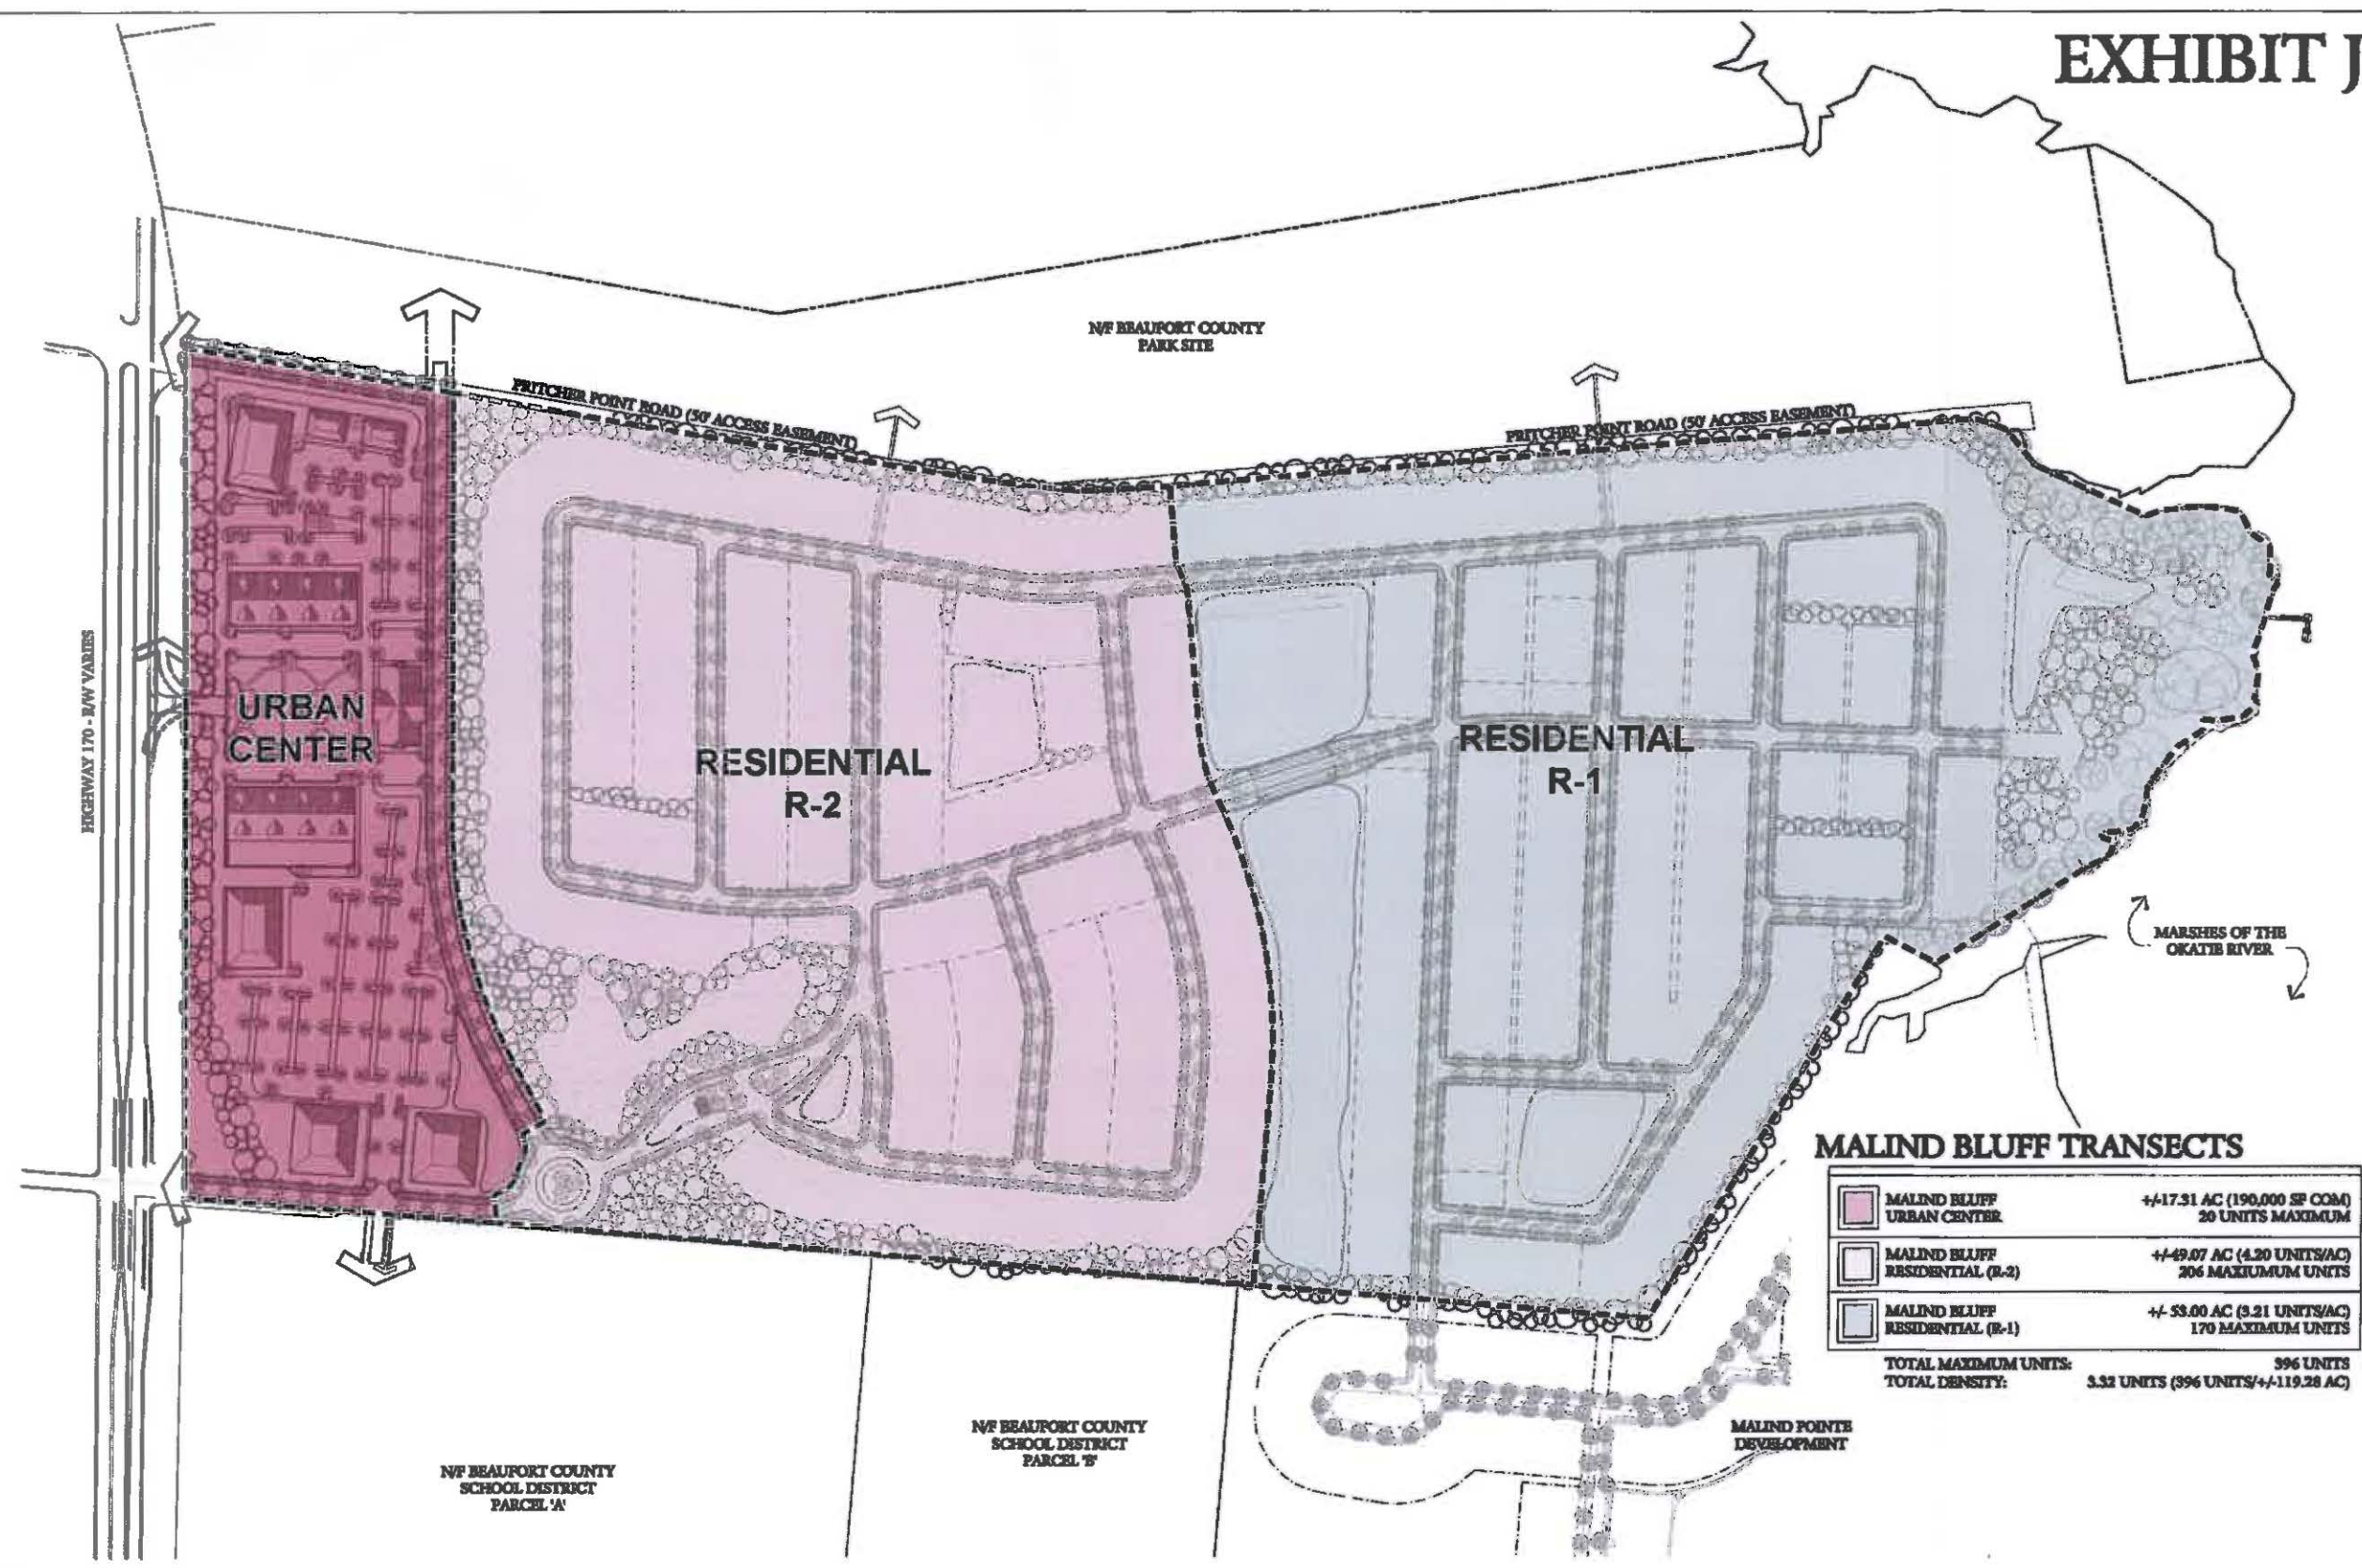 EXHIBIT J
N/F BEAUFORT COUNTY
PARK SITE
PRITCHER POINT ROAD (50' ACCESS EASEMENT)
PRITCHER POINT ROAD (50' ACCESS EASEMENT)
HIGHWAY 170 - R/W VARIES
URBAN
CENTER
RESIDENTIAL
R-2
RESIDENTIAL
R-1
MARSHES OF THE
OKATIE RIVER
MALIND BLUFF TRANSECTS
MALIND BLUFF +/-17.31 AC (190,000 SF COM)
URBAN CENTER 20 UNITS MAXIMUM
MALIND BLUFF +/-49.07 AC (4.20 UNITS/AC)
RESIDENTIAL (R-2) 206 MAXIUMUM UNITS
MALIND BLUFF +/- 53.00 AC (3.21 UNITS/AC)
RESIDENTIAL (R-1) 170 MAXIMUM UNITS
TOTAL MAXIMUM UNITS: 396 UNITS
TOTAL DENSITY: 3.32 UNITS (396 UNITS/+/-119.28 AC)
N/F BEAUFORT COUNTY
SCHOOL DISTRICT
PARCEL 'A'
N/F BEAUFORT COUNTY
SCHOOL DISTRICT
PARCEL 'B'
MALIND POINTE
DEVELOPMENT